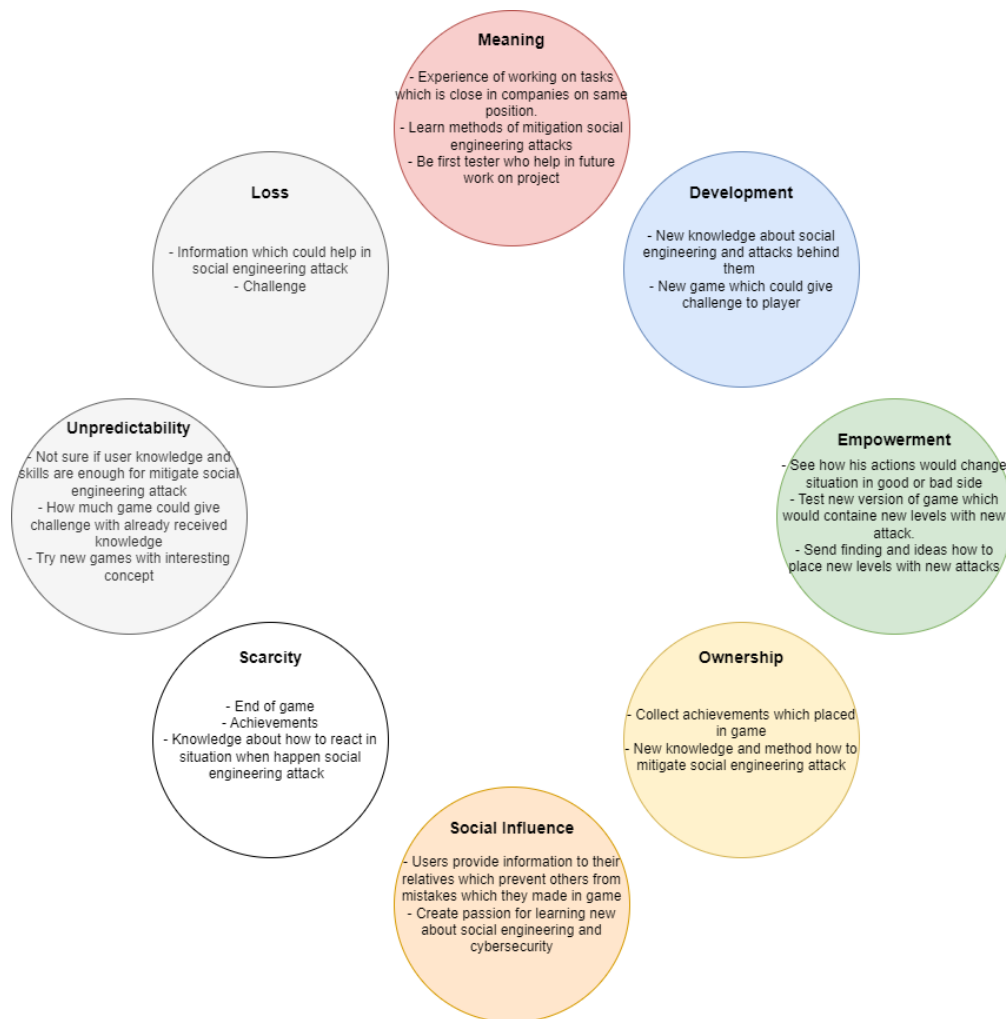 Meaning
- Experience of working on tasks
which is close in companies on same
position.
- Learn methods of mitigation social
engineering attacks
- Be first tester who help in future
work on project
Development
- New knowledge about social
engineering and attacks behind
them
- New game which could give
challenge to player
Empowerment
- See how his actions would change
situation in good or bad side
- Test new version of game which
would containe new levels with new
attack.
- Send finding and ideas how to
place new levels with new attacks
Ownership
- Collect achievements which placed
in game
- New knowledge and method how to
mitigate social engineering attack
Social Influence
- Users provide information to their
relatives which prevent others from
mistakes which they made in game
- Create passion for learning new
about social engineering and
cybersecurity
Scarcity
- End of game
- Achievements
- Knowledge about how to react in
situation when happen social
engineering attack
Unpredictability
- Not sure if user knowledge and
skills are enough for mitigate social
engineering attack
- How much game could give
challenge with already received
knowledge
- Try new games with interesting
concept
Loss
- Information which could help in
social engineering attack
- Challenge